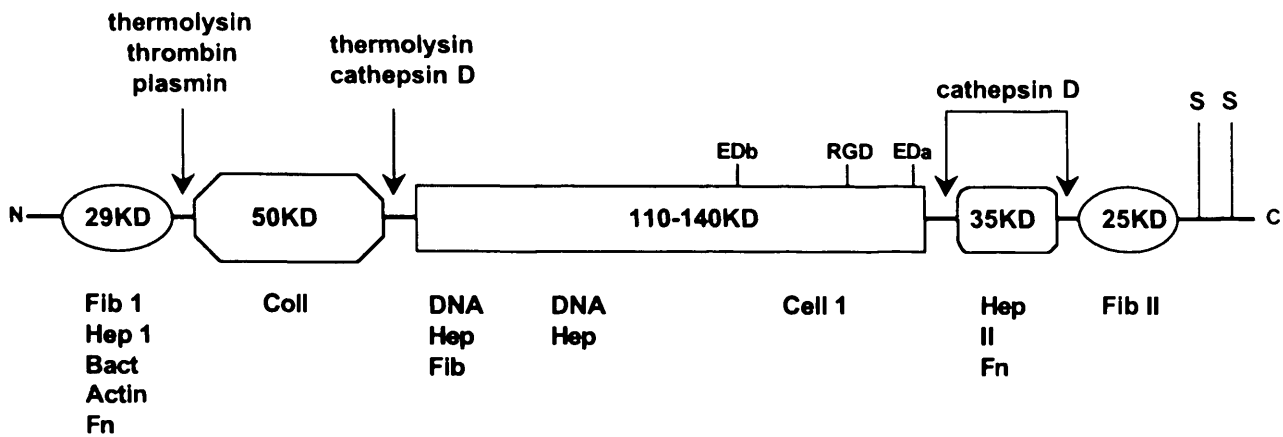 thermolysin
thrombin
plasmin
thermolysin
cathepsin D
cathepsin D
S S
EDb RGD EDa
N 29KD 50KD 110-140KD 35KD 25KD C
Fib 1 Coll DNA DNA Cell 1 Hep Fib II
Hep 1 Hep Hep II
Bact Fib Fn
Actin
Fn